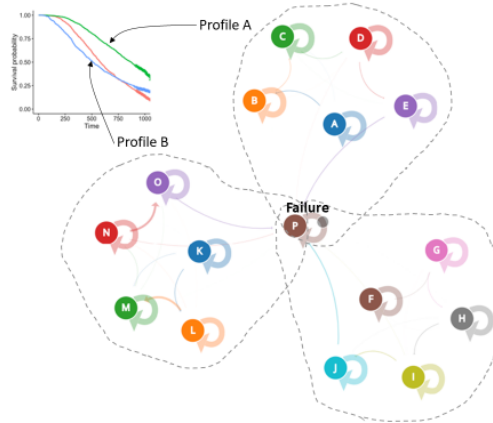 1.00
Profile A
0.75
0.50
0.25
0.00
Survival probability
0
250
500
750
1000
Time
Profile B
C
D
B
A
E
O
Failure
P
N
K
G
M
L
F
H
J
I